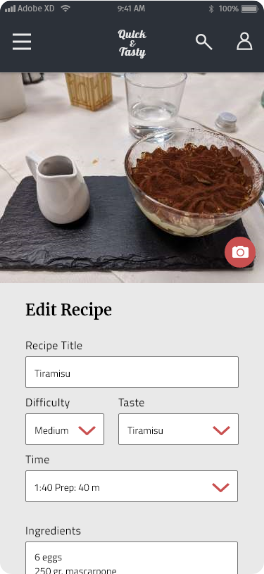 Adobe XD 9:41 AM 100%
Quick
&
Tasty
Edit Recipe
Recipe Title
Tiramisu
Difficulty Taste
Medium Tiramisu
Time
1:40 Prep: 40 m
Ingredients
6 eggs
250 gr. mascarpone